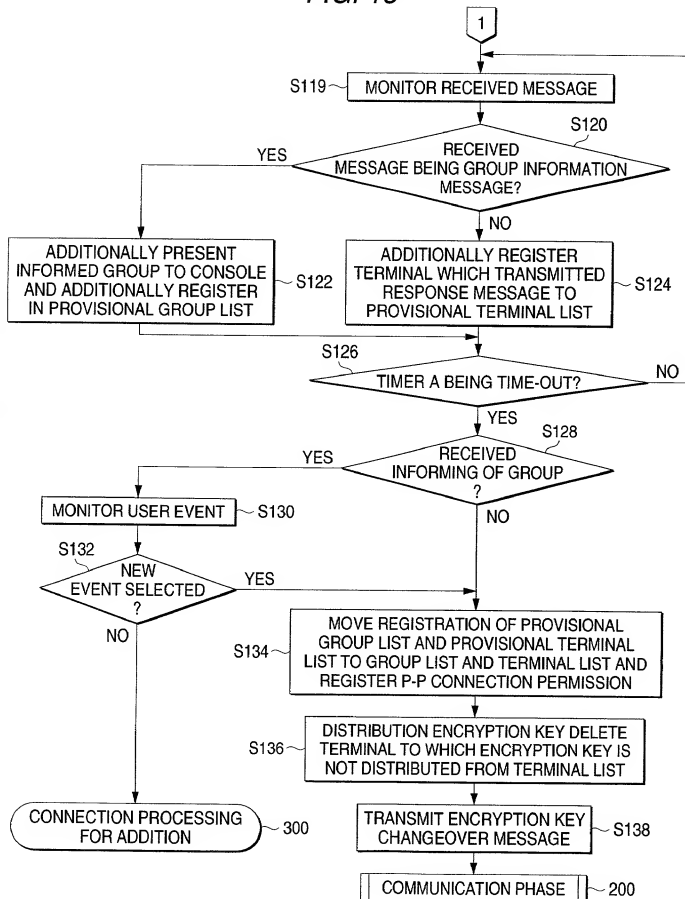 1
S119
MONITOR RECEIVED MESSAGE
S120
RECEIVED
MESSAGE BEING GROUP INFORMATION
MESSAGE?
YES
NO
ADDITIONALLY PRESENT
INFORMED GROUP TO CONSOLE
AND ADDITIONALLY REGISTER
IN PROVISIONAL GROUP LIST
S122
ADDITIONALLY REGISTER
TERMINAL WHICH TRANSMITTED
RESPONSE MESSAGE TO
PROVISIONAL TERMINAL LIST
S124
S126
TIMER A BEING TIME-OUT?
NO
YES
S128
RECEIVED
INFORMING OF GROUP
?
YES
NO
MONITOR USER EVENT
S130
S132
NEW
EVENT SELECTED
?
YES
NO
S134
MOVE REGISTRATION OF PROVISIONAL
GROUP LIST AND PROVISIONAL TERMINAL
LIST TO GROUP LIST AND TERMINAL LIST AND
REGISTER P-P CONNECTION PERMISSION
S136
DISTRIBUTION ENCRYPTION KEY DELETE
TERMINAL TO WHICH ENCRYPTION KEY IS
NOT DISTRIBUTED FROM TERMINAL LIST
CONNECTION PROCESSING
FOR ADDITION
300
TRANSMIT ENCRYPTION KEY
CHANGEOVER MESSAGE
S138
COMMUNICATION PHASE
200